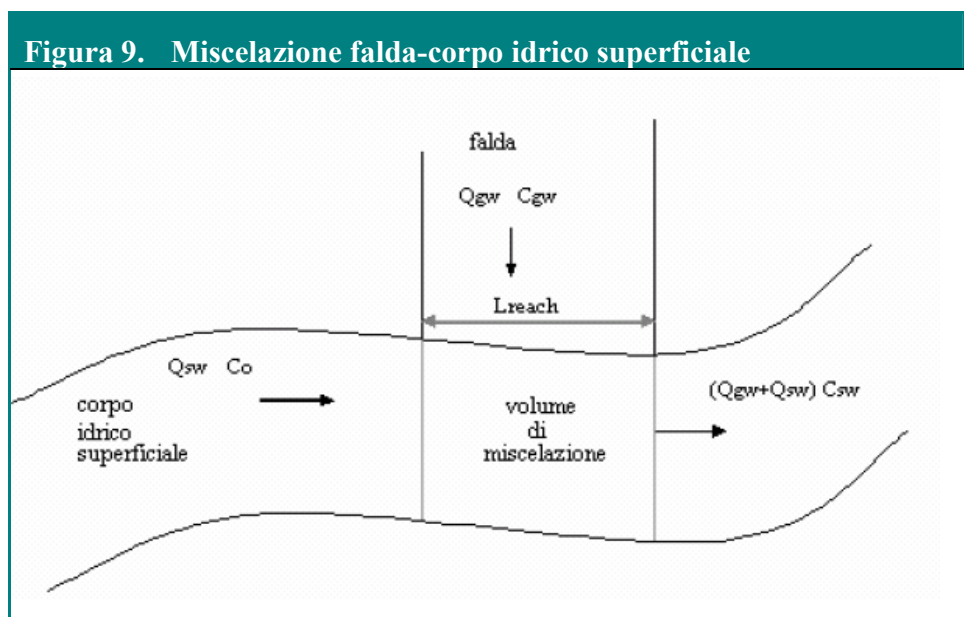 Figura 9. Miscelazione falda-corpo idrico superficiale
falda
Qgw Cgw
Lreach
Qsw Co
(Qgw+Qsw) Csw
corpo
idrico
superficiale
volume
di
miscelazione